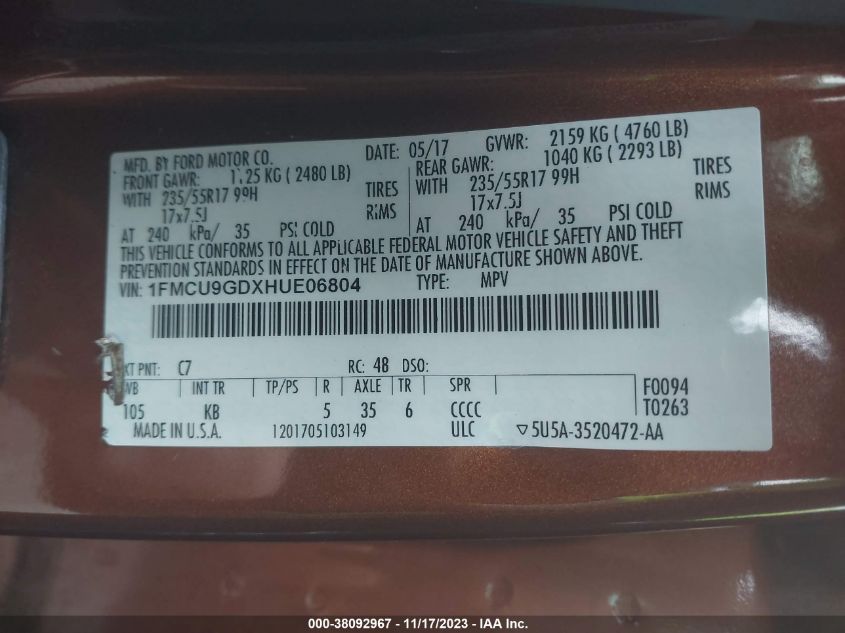 MFD. BY FORD MOTOR CO. DATE: 05/17 GVWR: 2159 KG ( 4760 LB)
FRONT GAWR: 1125 KG ( 2480 LB) REAR GAWR: 1040 KG ( 2293 LB)
WITH 235/55R17 99H TIRES WITH 235/55R17 99H TIRES
17x7.5J RIMS 17x7.5J RIMS
AT 240 kPa/ 35 PSI COLD AT 240 kPa/ 35 PSI COLD
THIS VEHICLE CONFORMS TO ALL APPLICABLE FEDERAL MOTOR VEHICLE SAFETY AND THEFT
PREVENTION STANDARDS IN EFFECT ON THE DATE OF MANUFACTURE SHOWN ABOVE.
VIN: 1FMCU9GDXHUE06804 TYPE: MPV
PNT: C7 RC: 48 DSO:
WB INT TR TP/PS R AXLE TR SPR F0094
105 KB 5 35 6 CCCC T0263
MADE IN U.S.A. 1201705103149 ULC ▽5U5A-3520472-AA
000-38092967 - 11/17/2023 - IAA Inc.